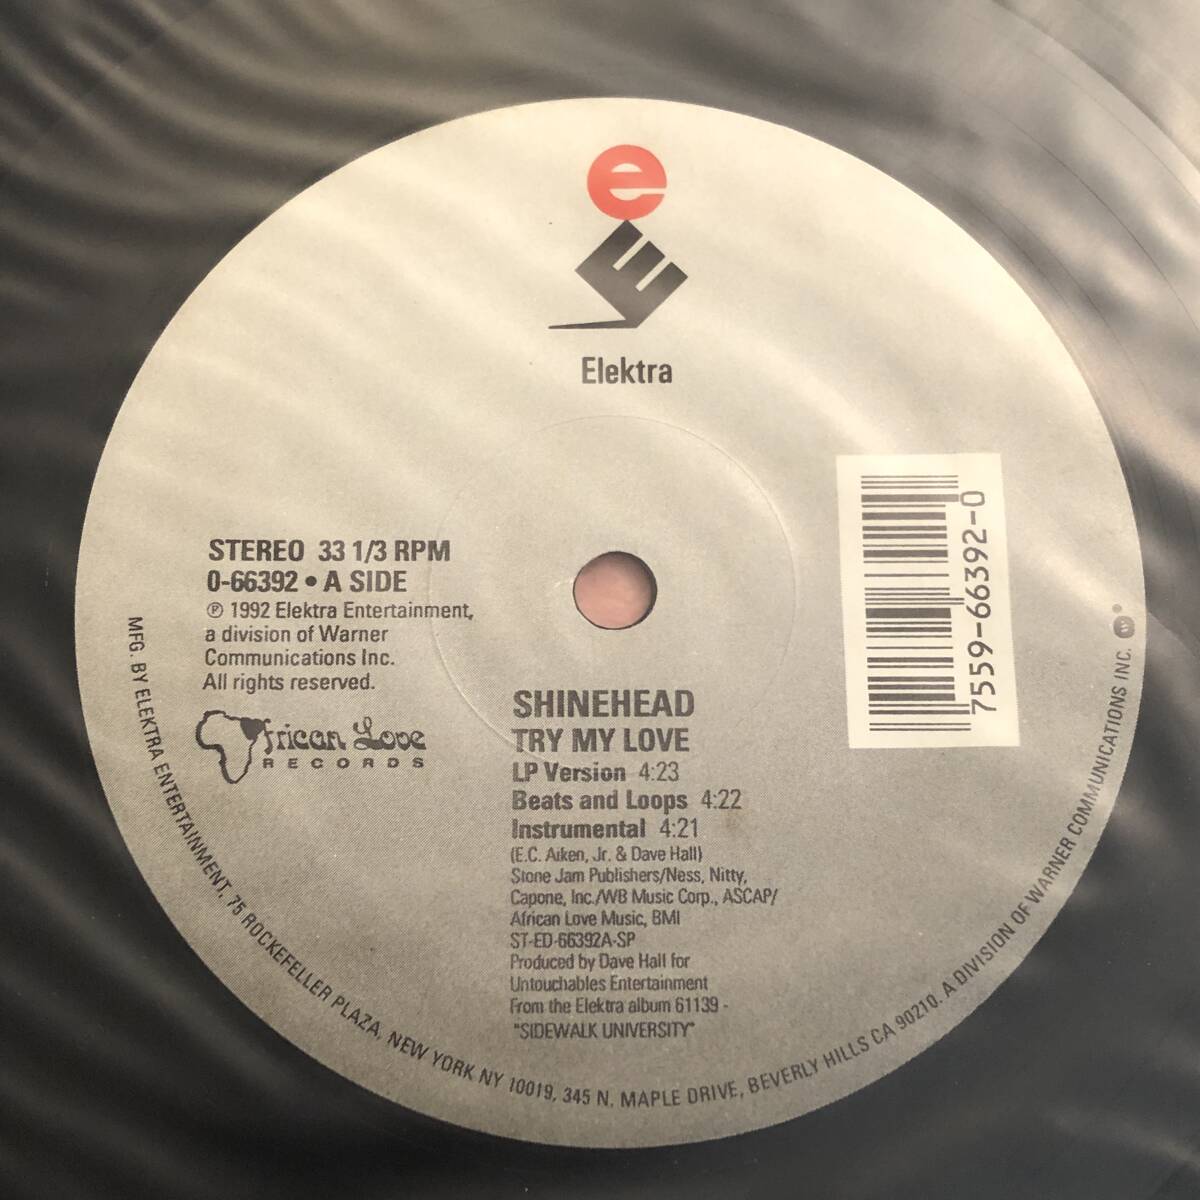 e
E
Elektra
STEREO 33 1/3 RPM
0-66392 • A SIDE
℗ 1992 Elektra Entertainment,
a division of Warner
Communications Inc.
All rights reserved.
African Love
RECORDS
SHINEHEAD
TRY MY LOVE
LP Version 4:23
Beats and Loops 4:22
Instrumental 4:21
(E.C. Aiken, Jr. & Dave Hall)
Stone Jam Publishers/Ness, Nitty,
Capone, Inc./WB Music Corp., ASCAP/
African Love Music, BMI
ST-ED-66392A-SP
Produced by Dave Hall for
Untouchables Entertainment
From the Elektra album 61139 -
"SIDEWALK UNIVERSITY"
7559-66392-0
MFG. BY ELEKTRA ENTERTAINMENT, 75 ROCKEFELLER PLAZA, NEW YORK NY 10019, 345 N. MAPLE DRIVE, BEVERLY HILLS CA 90210. A DIVISION OF WARNER COMMUNICATIONS INC.